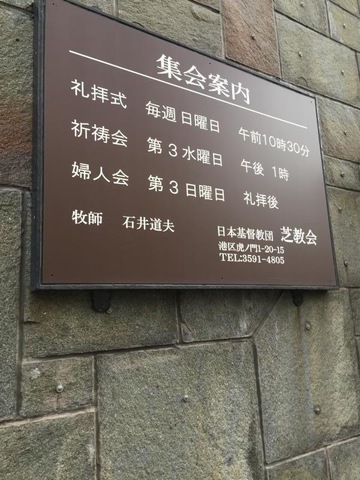 集会案内
礼拝式 毎週日曜日 午前10時30分
祈祷会 第3水曜日 午後 1時
婦人会 第3日曜日 礼拝後
牧師 石井道夫
日本基督教団 芝教会
港区虎ノ門1-20-15
TEL:3591-4805